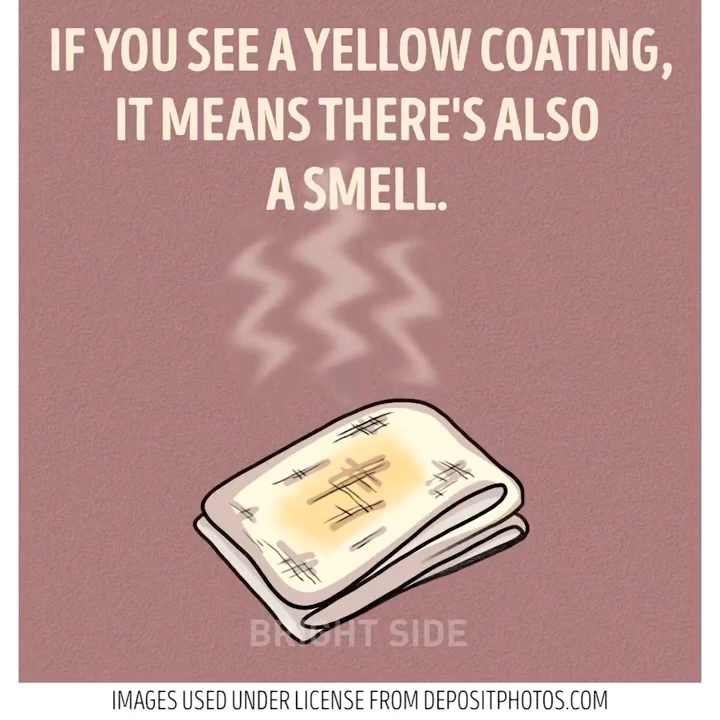 IF YOU SEE A YELLOW COATING,
IT MEANS THERE'S ALSO
A SMELL.
BRIGHT SIDE
IMAGES USED UNDER LICENSE FROM DEPOSITPHOTOS.COM